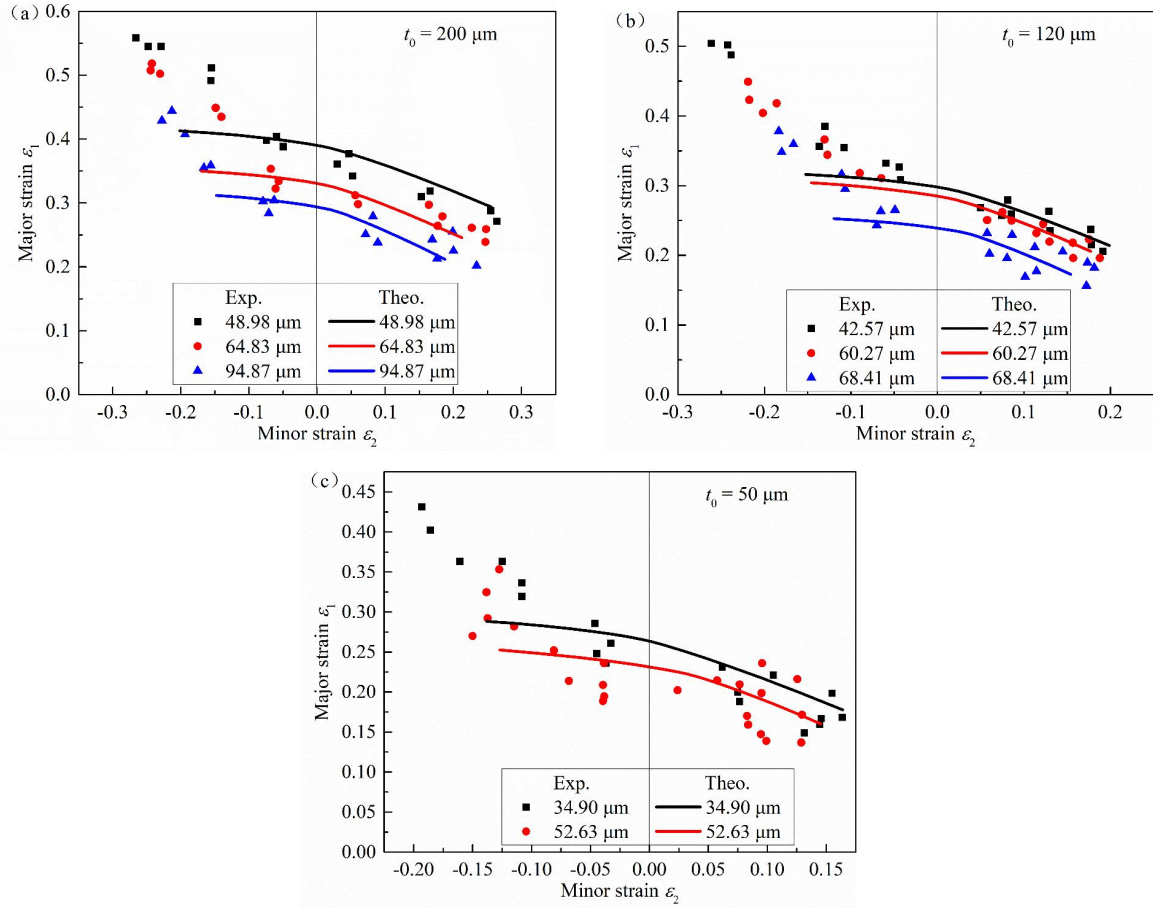 (a)
t₀ = 200 μm
Major strain ε₁
0.6
0.5
0.4
0.3
0.2
0.1
0.0
Exp. Theo.
48.98 μm 48.98 μm
64.83 μm 64.83 μm
94.87 μm 94.87 μm
-0.3 -0.2 -0.1 0.0 0.1 0.2 0.3
Minor strain ε₂
(b)
t₀ = 120 μm
Major strain ε₁
0.5
0.4
0.3
0.2
0.1
0.0
Exp. Theo.
42.57 μm 42.57 μm
60.27 μm 60.27 μm
68.41 μm 68.41 μm
-0.3 -0.2 -0.1 0.0 0.1 0.2
Minor strain ε₂
(c)
t₀ = 50 μm
Major strain ε₁
0.45
0.40
0.35
0.30
0.25
0.20
0.15
0.10
0.05
0.00
Exp. Theo.
34.90 μm 34.90 μm
52.63 μm 52.63 μm
-0.20 -0.15 -0.10 -0.05 0.00 0.05 0.10 0.15
Minor strain ε₂